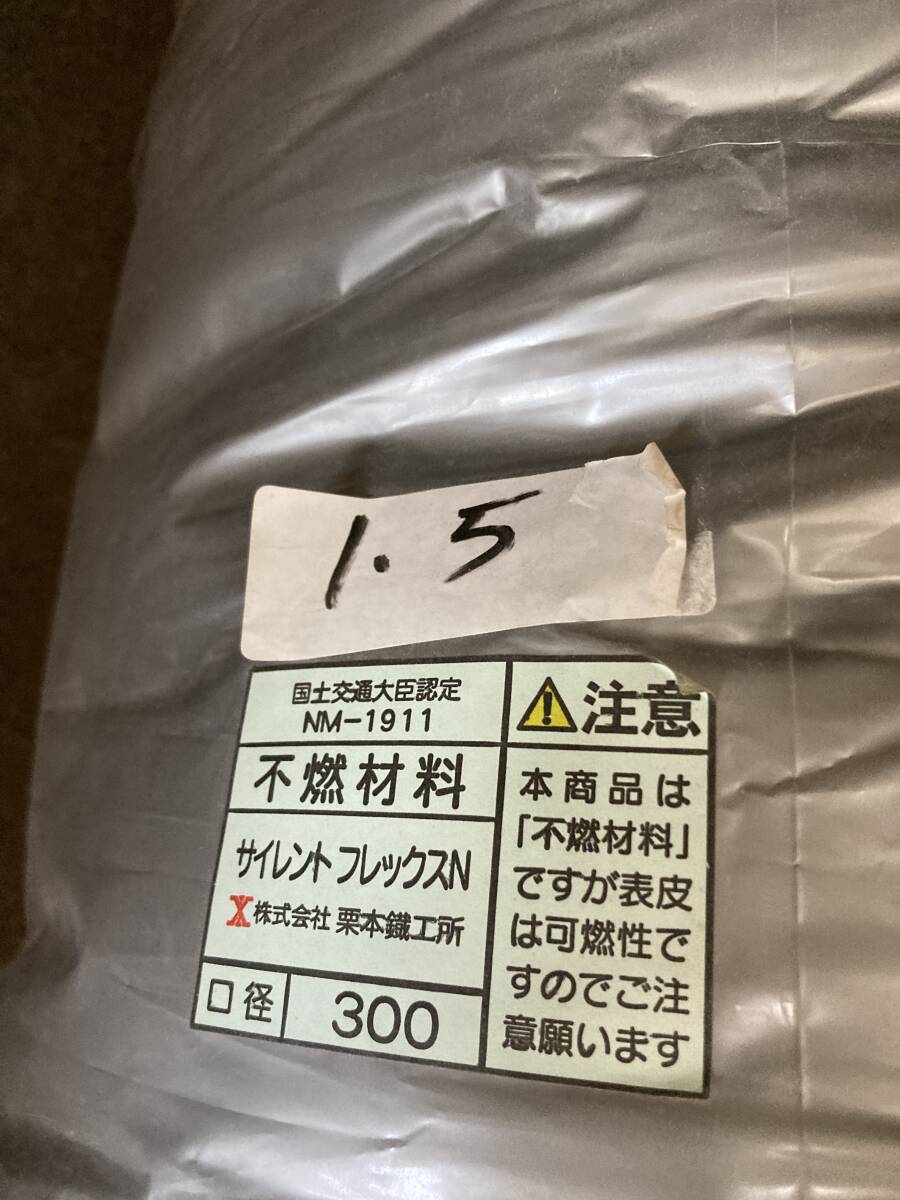 1.5
国土交通大臣認定
NM-1911
不燃材料
サイレントフレックスN
株式会社 栗本鐵工所
口径 300
注意
本商品は
「不燃材料」
ですが表皮
は可燃性で
すのでご注
意願います